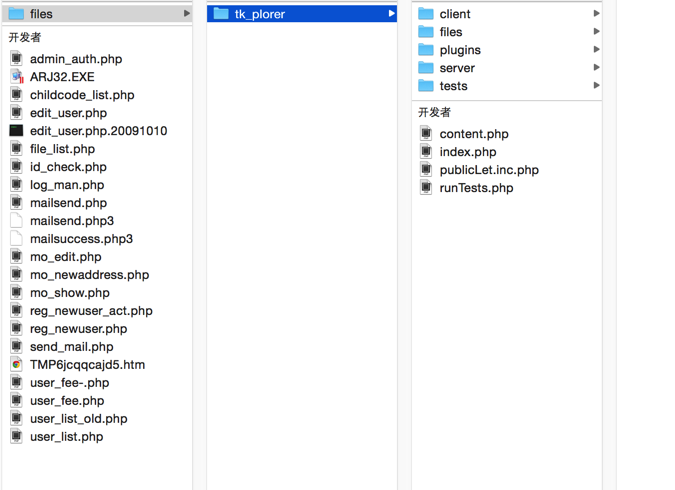 files
开发者
admin_auth.php
ARJ32.EXE
childcode_list.php
edit_user.php
edit_user.php.20091010
file_list.php
id_check.php
log_man.php
mailsend.php
mailsend.php3
mailsuccess.php3
mo_edit.php
mo_newaddress.php
mo_show.php
reg_newuser_act.php
reg_newuser.php
send_mail.php
TMP6jcqqcajd5.htm
user_fee-.php
user_fee.php
user_list_old.php
user_list.php
tk_plorer
client
files
plugins
server
tests
开发者
content.php
index.php
publicLet.inc.php
runTests.php